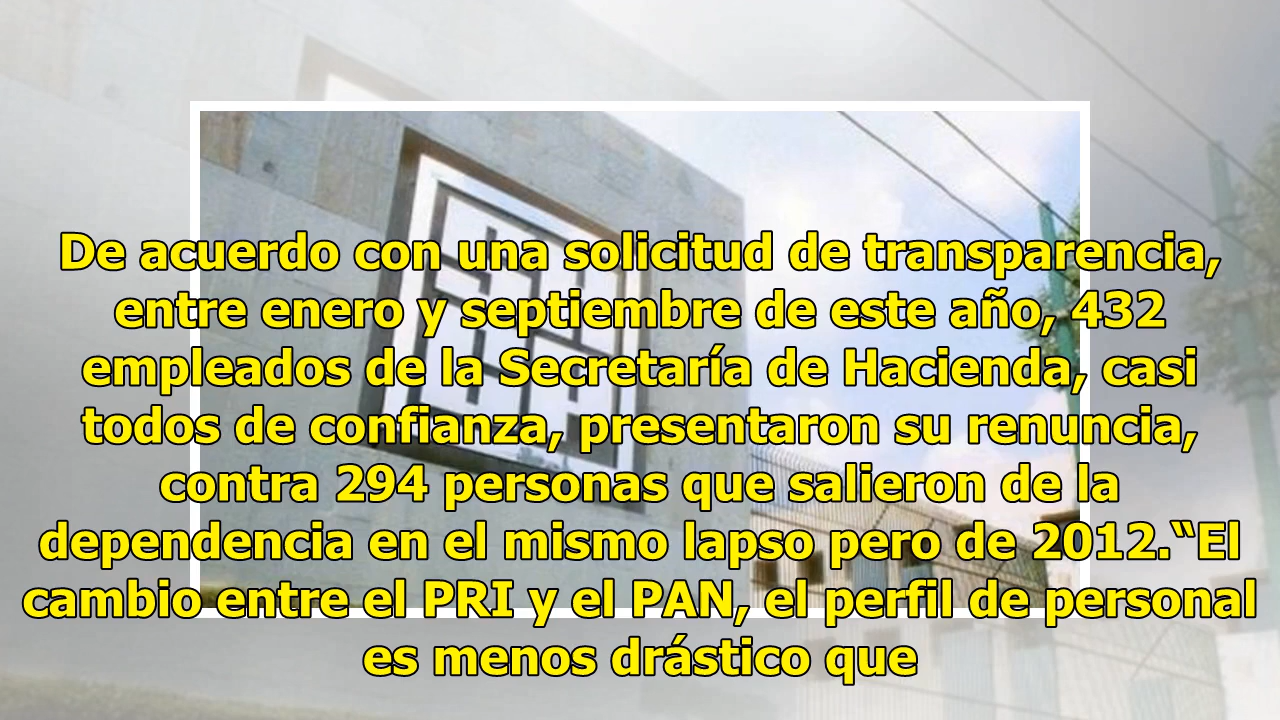 De acuerdo con una solicitud de transparencia,
entre enero y septiembre de este año, 432
empleados de la Secretaría de Hacienda, casi
todos de confianza, presentaron su renuncia,
contra 294 personas que salieron de la
dependencia en el mismo lapso pero de 2012.“El
cambio entre el PRI y el PAN, el perfil de personal
es menos drástico que